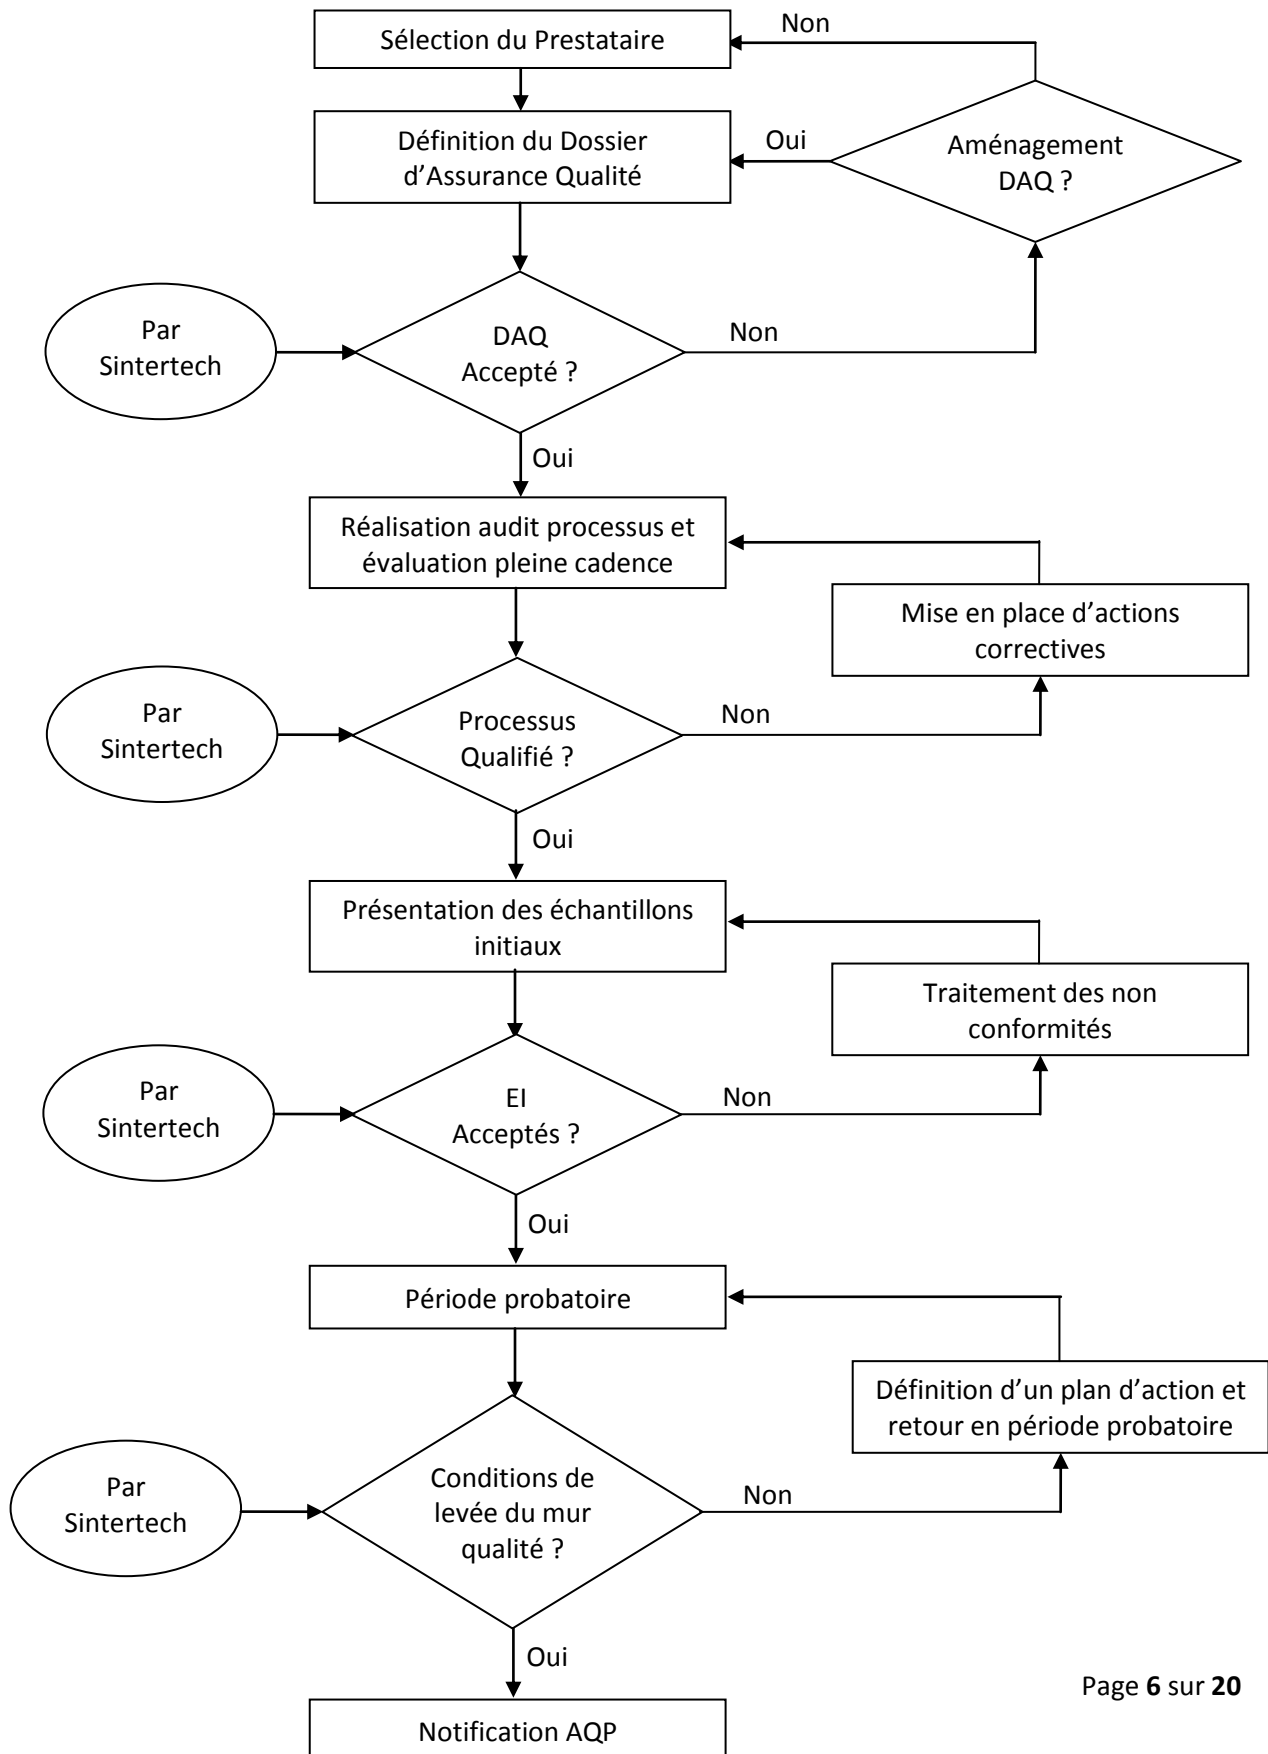 Sélection du Prestataire
Non
Définition du Dossier
d’Assurance Qualité
Oui
Aménagement
DAQ ?
Par
Sintertech
DAQ
Accepté ?
Non
Oui
Réalisation audit processus et
évaluation pleine cadence
Mise en place d’actions
correctives
Par
Sintertech
Processus
Qualifié ?
Non
Oui
Présentation des échantillons
initiaux
Traitement des non
conformités
Par
Sintertech
EI
Acceptés ?
Non
Oui
Période probatoire
Définition d’un plan d’action et
retour en période probatoire
Par
Sintertech
Conditions de
levée du mur
qualité ?
Non
Oui
Page 6 sur 20
Notification AQP